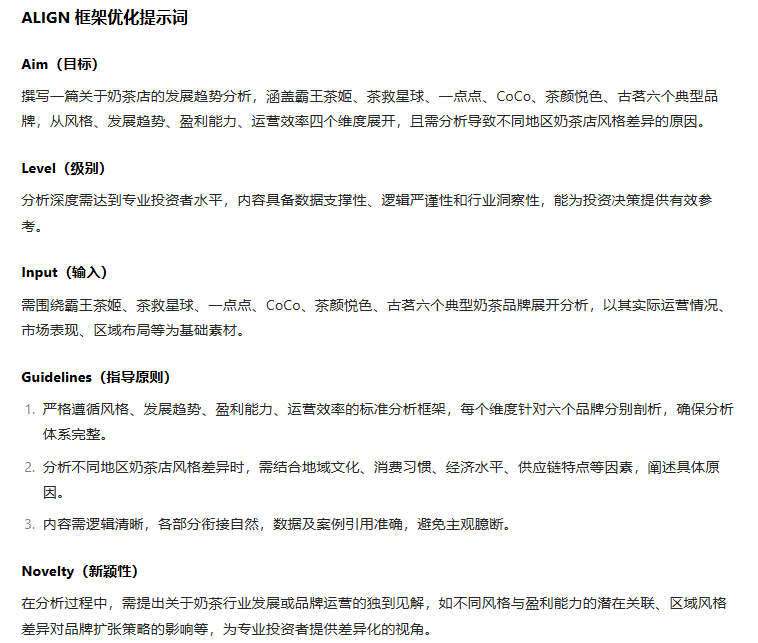 ALIGN 框架优化提示词
Aim（目标）
撰写一篇关于奶茶店的发展趋势分析，涵盖霸王茶姬、茶救星球、一点点、CoCo、茶颜悦色、古茗六个典型品
牌，从风格、发展趋势、盈利能力、运营效率四个维度展开，且需分析导致不同地区奶茶店风格差异的原因。
Level（级别）
分析深度需达到专业投资者水平，内容具备数据支撑性、逻辑严谨性和行业洞察性，能为投资决策提供有效参
考。
Input（输入）
需围绕霸王茶姬、茶救星球、一点点、CoCo、茶颜悦色、古茗六个典型奶茶品牌展开分析，以其实际运营情况、
市场表现、区域布局等为基础素材。
Guidelines（指导原则）
1. 严格遵循风格、发展趋势、盈利能力、运营效率的标准分析框架，每个维度针对六个品牌分别剖析，确保分析
体系完整。
2. 分析不同地区奶茶店风格差异时，需结合地域文化、消费习惯、经济水平、供应链特点等因素，阐述具体原
因。
3. 内容需逻辑清晰，各部分衔接自然，数据及案例引用准确，避免主观臆断。
Novelty（新颖性）
在分析过程中，需提出关于奶茶行业发展或品牌运营的独到见解，如不同风格与盈利能力的潜在关联、区域风格
差异对品牌扩张策略的影响等，为专业投资者提供差异化的视角。